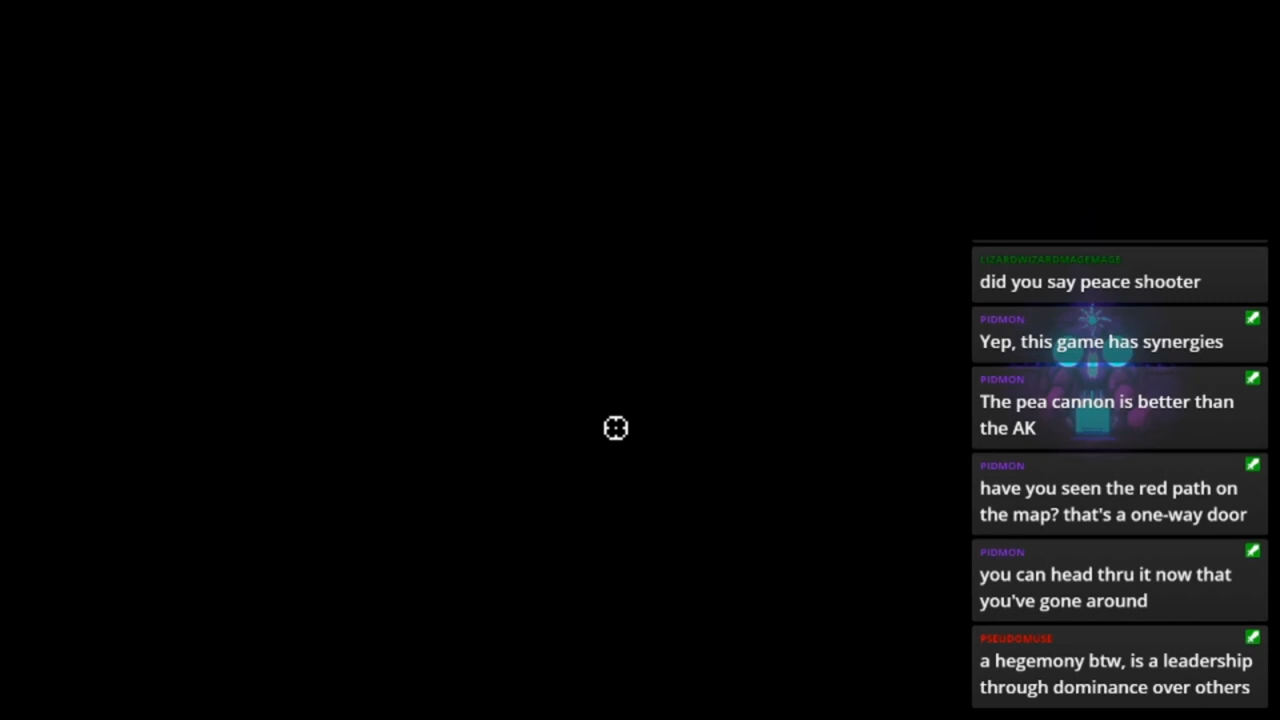 LIZARDWIZARDMAGEMAGE
did you say peace shooter
PIDMON
Yep, this game has synergies
PIDMON
The pea cannon is better than
the AK
PIDMON
have you seen the red path on
the map? that's a one-way door
PIDMON
you can head thru it now that
you've gone around
PSEUDOMUSE
a hegemony btw, is a leadership
through dominance over others